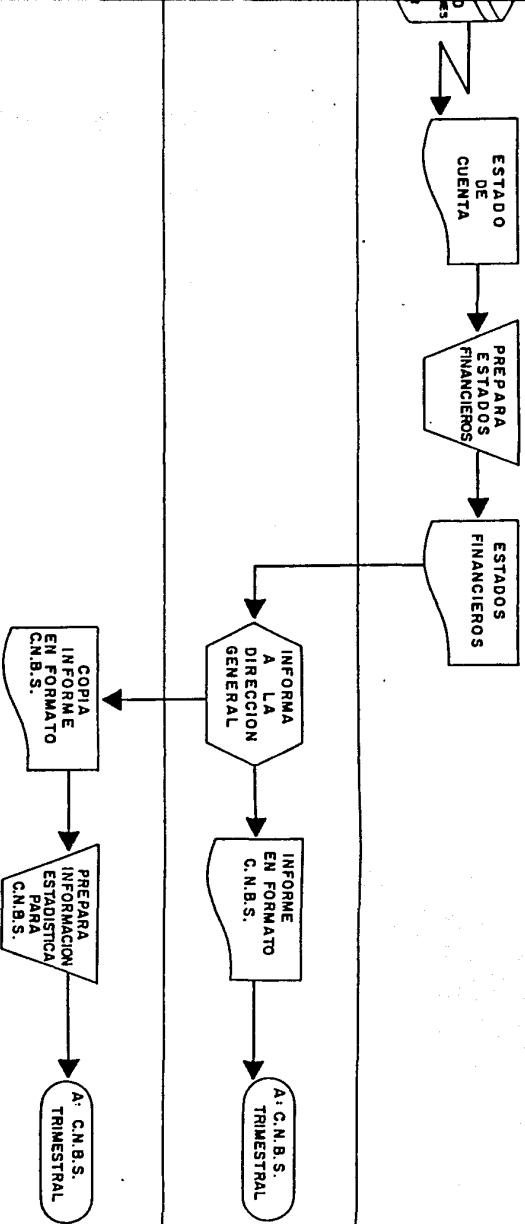 ESTADO
DE
CUENTA
PREPARA
ESTADOS
FINANCIEROS
ESTADOS
FINANCIEROS
INFORMA
A LA
DIRECCION
GENERAL
INFORME
EN FORMATO
C.N.B.S.
A: C.N.B.S.
TRIMESTRAL
COPIA
INFORME
EN FORMATO
C.N.B.S.
PREPARA
INFORMACION
ESTADISTICA
PARA
C.N.B.S.
A: C.N.B.S.
TRIMESTRAL